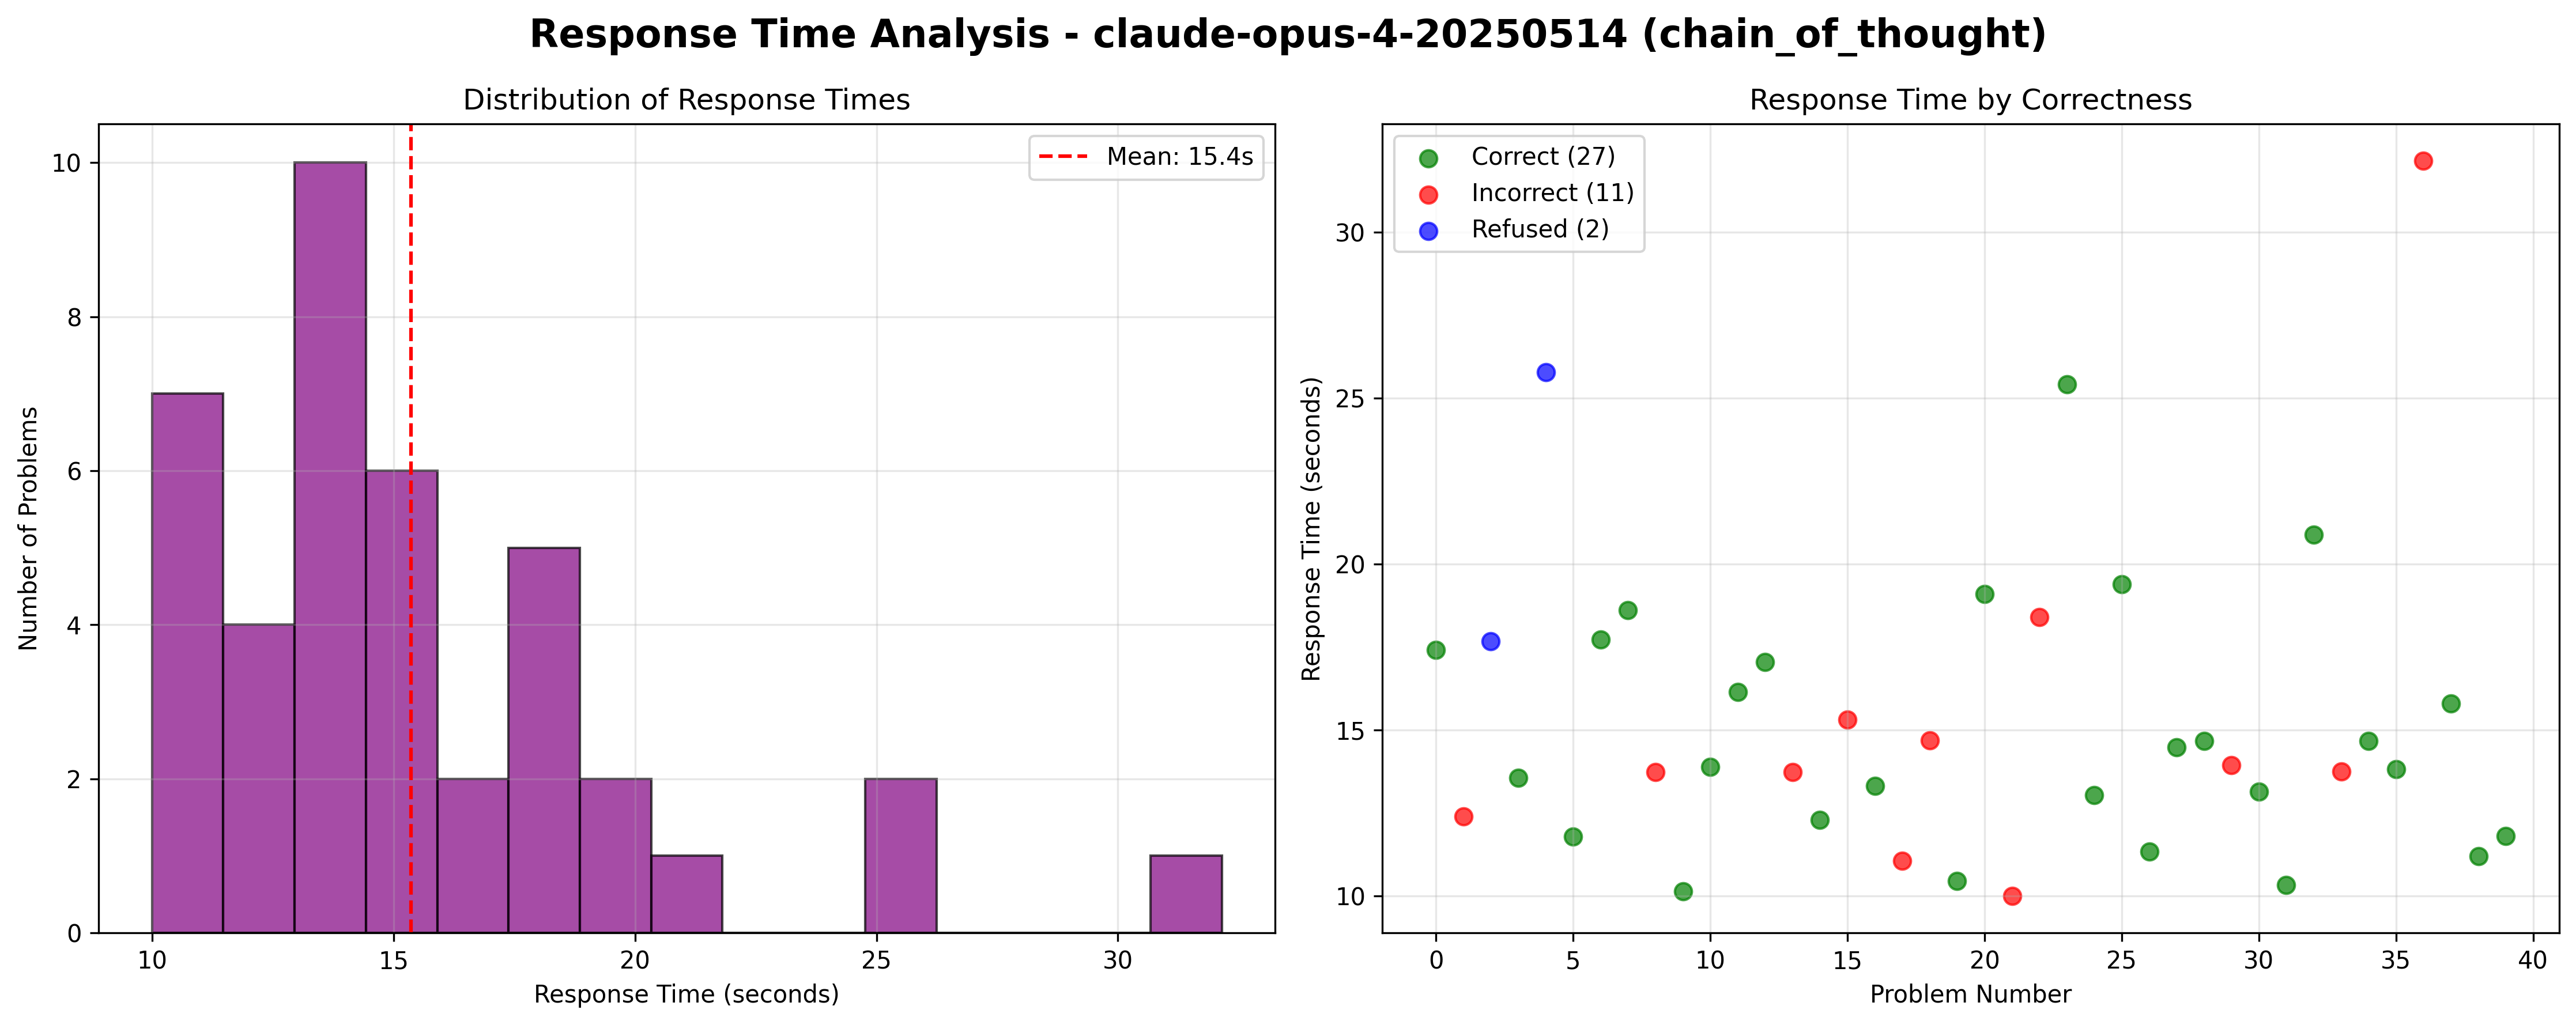 Response Time Analysis - claude-opus-4-20250514 (chain_of_thought)
Distribution of Response Times
Mean: 15.4s
Number of Problems
10
8
6
4
2
0
10 15 20 25 30
Response Time (seconds)
Response Time by Correctness
Correct (27)
Incorrect (11)
Refused (2)
Response Time (seconds)
30
25
20
15
10
0 5 10 15 20 25 30 35 40
Problem Number